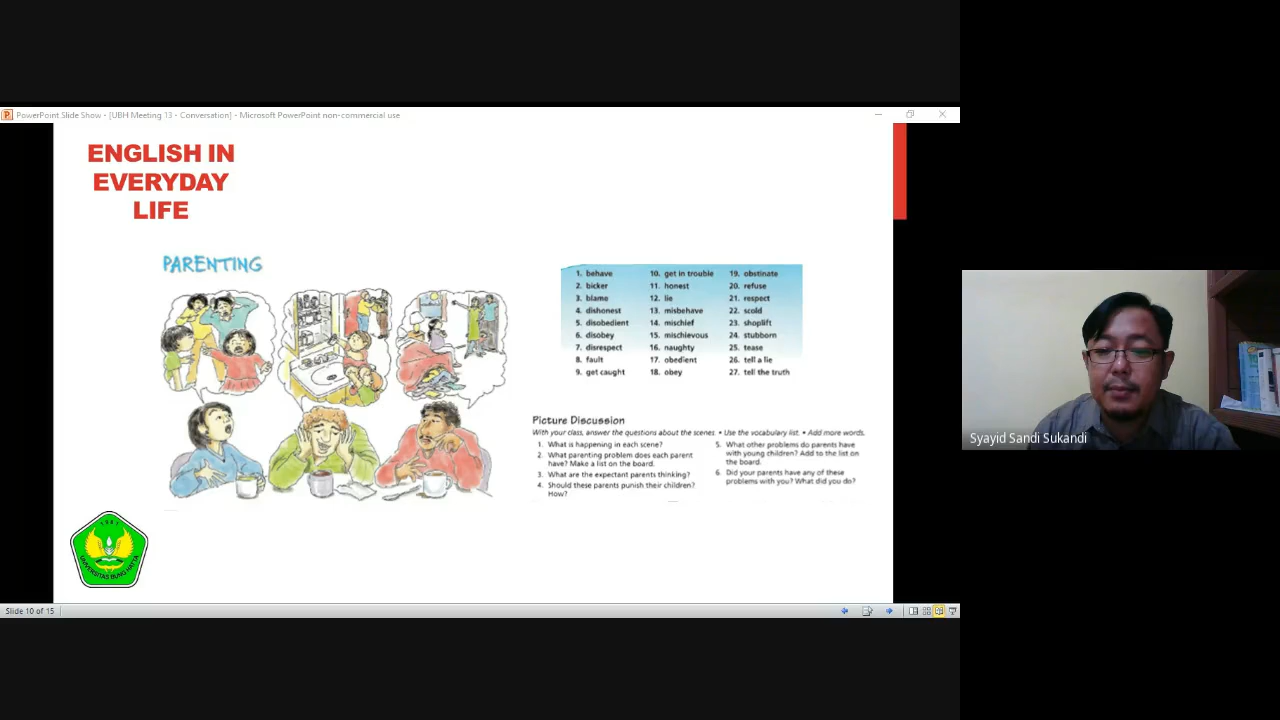 PowerPoint Slide Show - [UBH Meeting 13 - Conversation] - Microsoft PowerPoint non-commercial use
ENGLISH IN
EVERYDAY
LIFE
PARENTING
1. behave
2. bicker
3. blame
4. dishonest
5. disobedient
6. disobey
7. disrespect
8. fault
9. get caught
10. get in trouble
11. honest
12. lie
13. misbehave
14. mischief
15. mischievous
16. naughty
17. obedient
18. obey
19. obstinate
20. refuse
21. respect
22. scold
23. shoplift
24. stubborn
25. tease
26. tell a lie
27. tell the truth
Picture Discussion
With your class, answer the questions about the scenes. • Use the vocabulary list. • Add more words.
1. What is happening in each scene?
2. What parenting problem does each parent
have? Make a list on the board.
3. What are the expectant parents thinking?
4. Should these parents punish their children?
How?
5. What other problems do parents have
with young children? Add to the list on
the board.
6. Did your parents have any of these
problems with you? What did you do?
1981
UNIVERSITAS BUNG HATTA
Slide 10 of 15
Syayid Sandi Sukandi